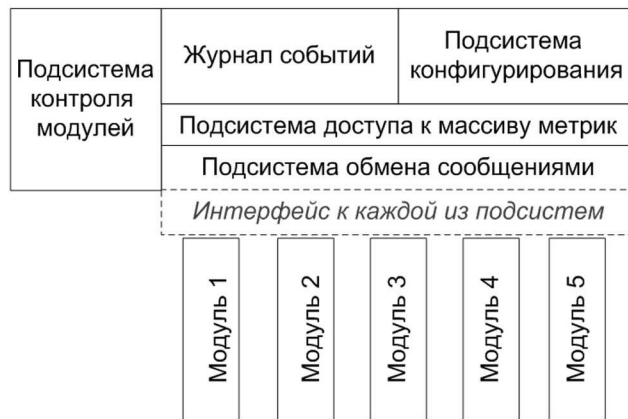 Подсистема
контроля
модулей
Журнал событий
Подсистема
конфигурирования
Подсистема доступа к массиву метрик
Подсистема обмена сообщениями
Интерфейс к каждой из подсистем
Модуль 1
Модуль 2
Модуль 3
Модуль 4
Модуль 5